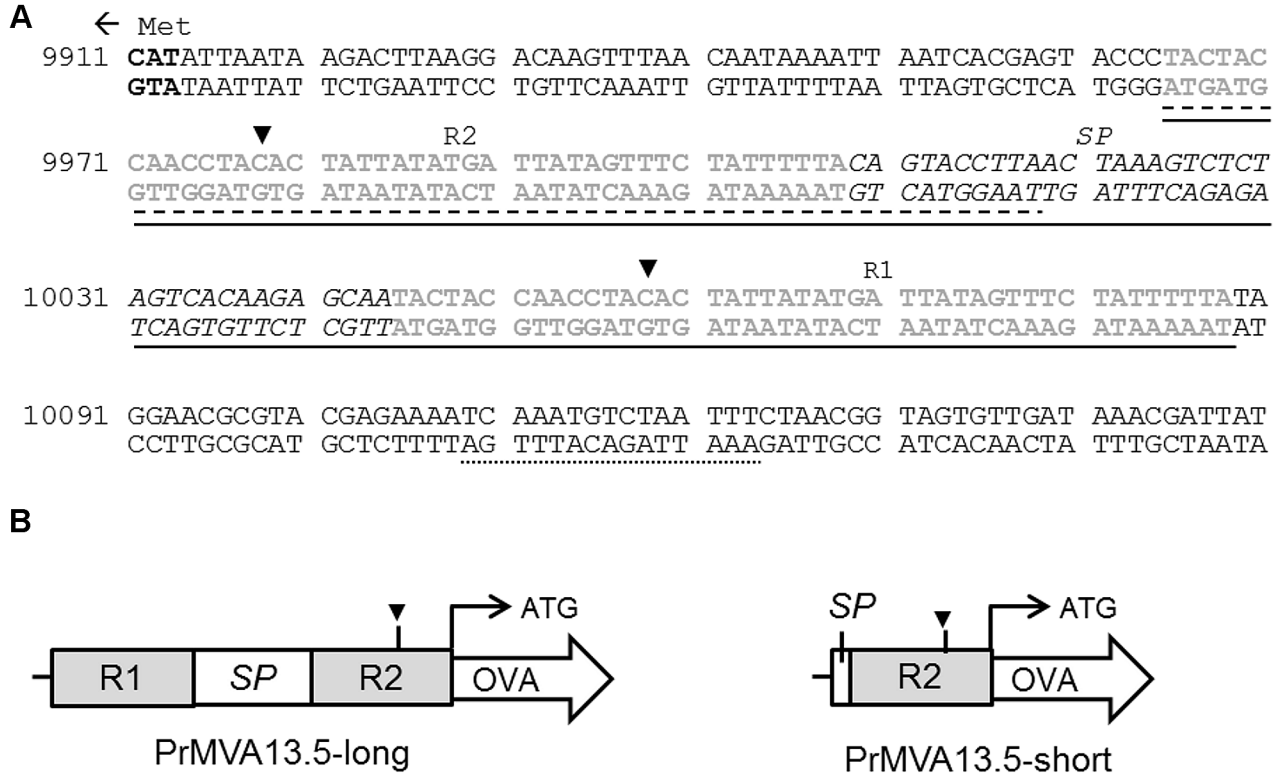 A
← Met
9911 CATATTAATA AGACTTAAGG ACAAGTTTAA CAATAAAATT AATCACGAGT ACCCTACTAC
GTATAATTAT TCTGAATTCC TGTTCAAATT GTTATTTTAA TTAGTGCTCA TGGGATGATG
▼ R2 SP
9971 CAACCTACAC TATTATATGA TTATAGTTTC TATTTTTACA GTACCTTAAC TAAAGTCTCT
GTTGGATGTG ATAATATACT AATATCAAAG ATAAAAATGT CATGGAATTG ATTTCAGAGA
▼ R1
10031 AGTCACAAGA GCAATACTAC CAACCTACAC TATTATATGA TTATAGTTTC TATTTTTATA
TCAGTGTTCT CGTTATGATG GTTGGATGTG ATAATATACT AATATCAAAG ATAAAAATAT
10091 GGAACGCGTA CGAGAAAATC AAATGTCTAA TTTCTAACGG TAGTGTTGAT AAACGATTAT
CCTTGCGCAT GCTCTTTTAG TTTACAGATT AAAGATTGCC ATCACAACTA TTTGCTAATA
B
▼ ATG
R1 SP R2 OVA
PrMVA13.5-long
SP ▼ ATG
R2 OVA
PrMVA13.5-short